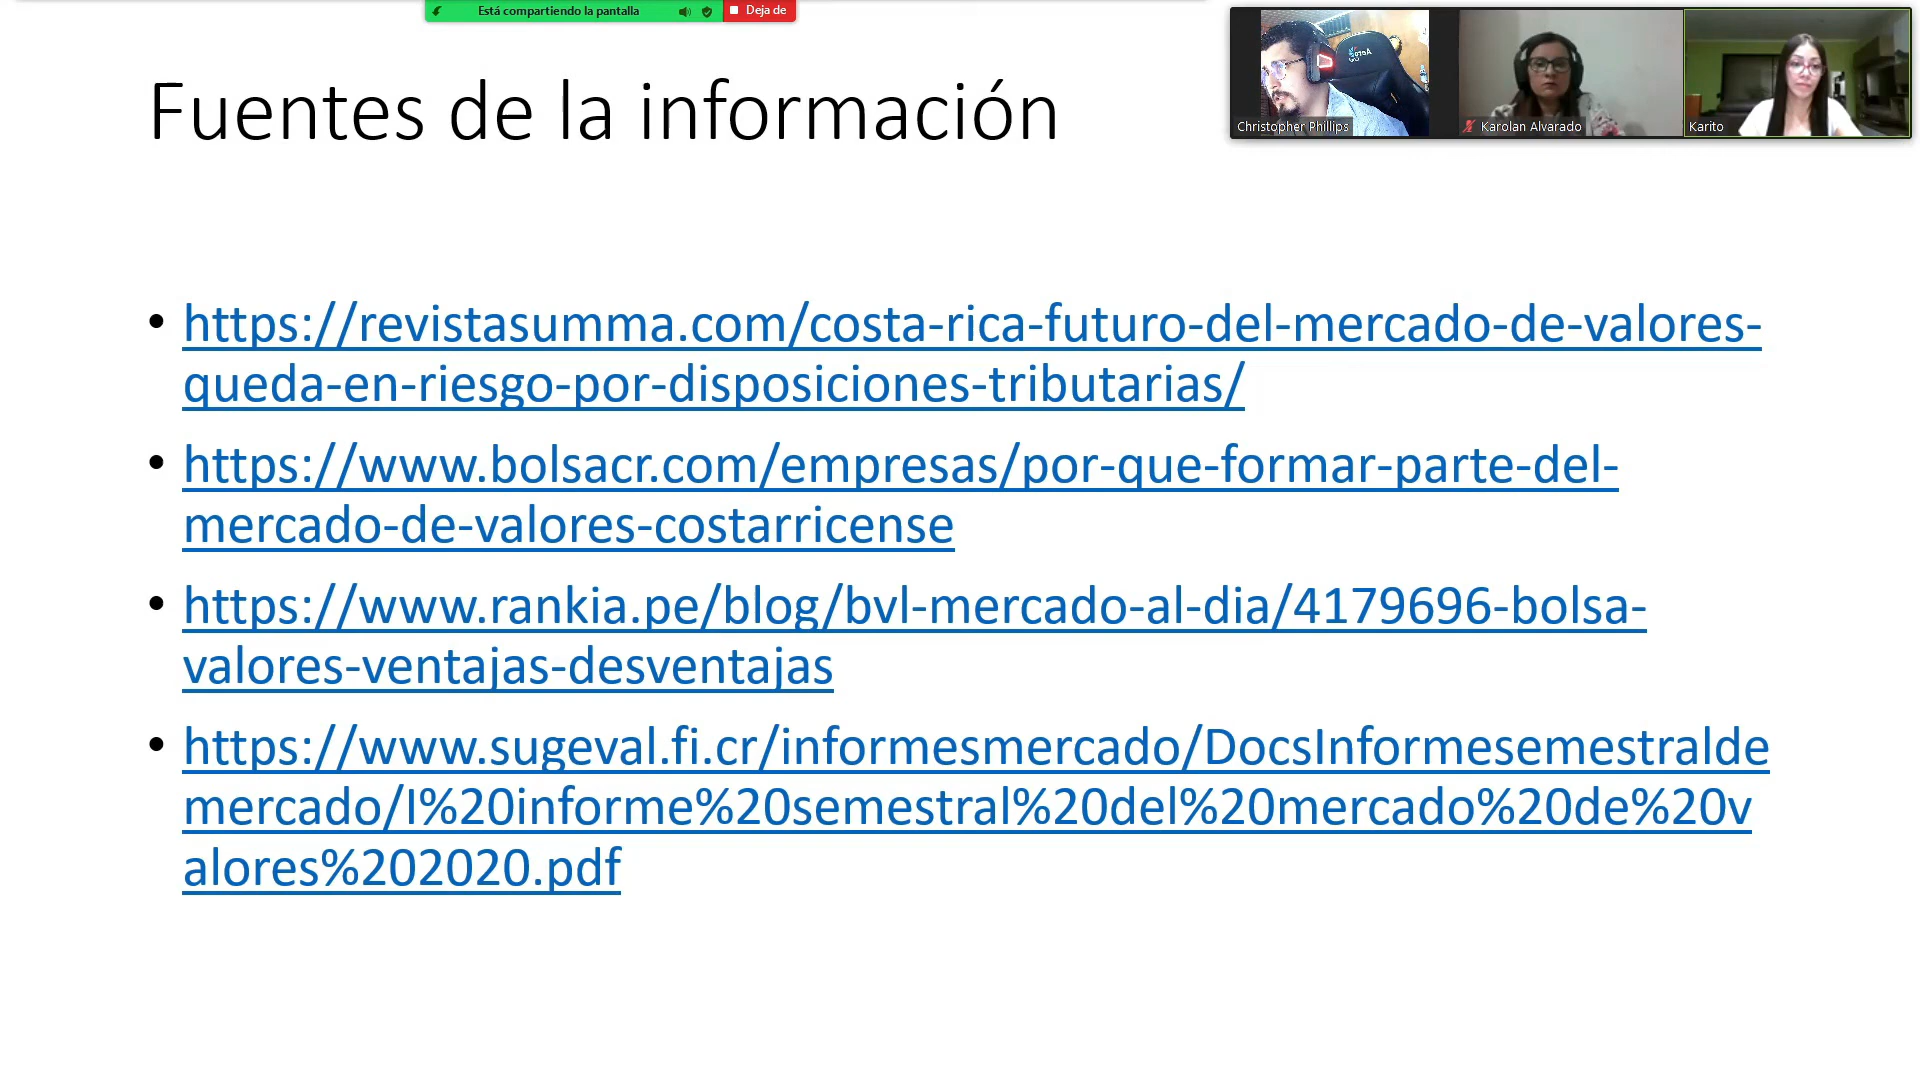 Está compartiendo la pantalla
Deja de
Christopher Phillips
Karolan Alvarado
Karito
Fuentes de la información
• https://revistasumma.com/costa-rica-futuro-del-mercado-de-valores-
queda-en-riesgo-por-disposiciones-tributarias/
• https://www.bolsacr.com/empresas/por-que-formar-parte-del-
mercado-de-valores-costarricense
• https://www.rankia.pe/blog/bvl-mercado-al-dia/4179696-bolsa-
valores-ventajas-desventajas
• https://www.sugeval.fi.cr/informesmercado/DocsInformesemestralde
mercado/I%20informe%20semestral%20del%20mercado%20de%20v
alores%202020.pdf